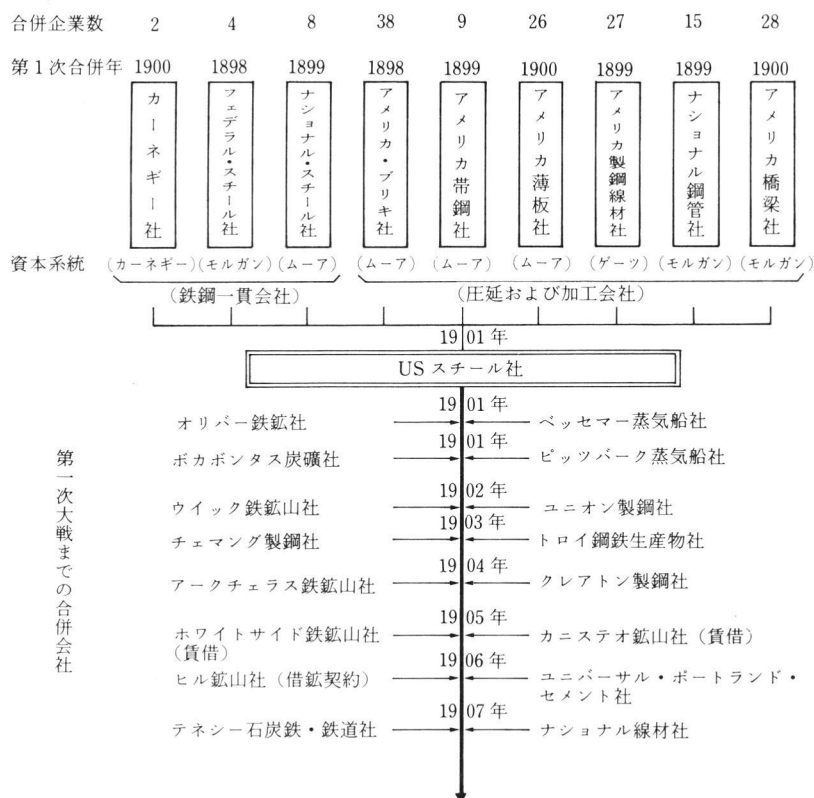 合併企業数 2 4 8 38 9 26 27 15 28
第1次合併年 1900 1898 1899 1898 1899 1900 1899 1899 1900
カーネギー社
フェデラル・スチール社
ナショナル・スチール社
アメリカ・ブリキ社
アメリカ帯鋼社
アメリカ薄板社
アメリカ製鋼線材社
ナショナル鋼管社
アメリカ橋梁社
資本系統 (カーネギー) (モルガン) (ムーア) (ムーア) (ムーア) (ムーア) (ゲーツ) (モルガン) (モルガン)
(鉄鋼一貫会社) (圧延および加工会社)
1901年
USスチール社
第一次大戦までの合併会社
1901年
オリバー鉄鉱社 ベッセマー蒸気船社
1901年
ボカボンタス炭礦社 ピッツバーク蒸気船社
1902年
ウイック鉄鉱山社 ユニオン製鋼社
1903年
チェマング製鋼社 トロイ鋼鉄生産物社
1904年
アークチェラス鉄鉱山社 クレアトン製鋼社
1905年
ホワイトサイド鉄鉱山社 カニステオ鉱山社(賃借)
(賃借)
1906年
ヒル鉱山社(借鉱契約) ユニバーサル・ポートランド・
セメント社
1907年
テネシー石炭鉄・鉄道社 ナショナル線材社